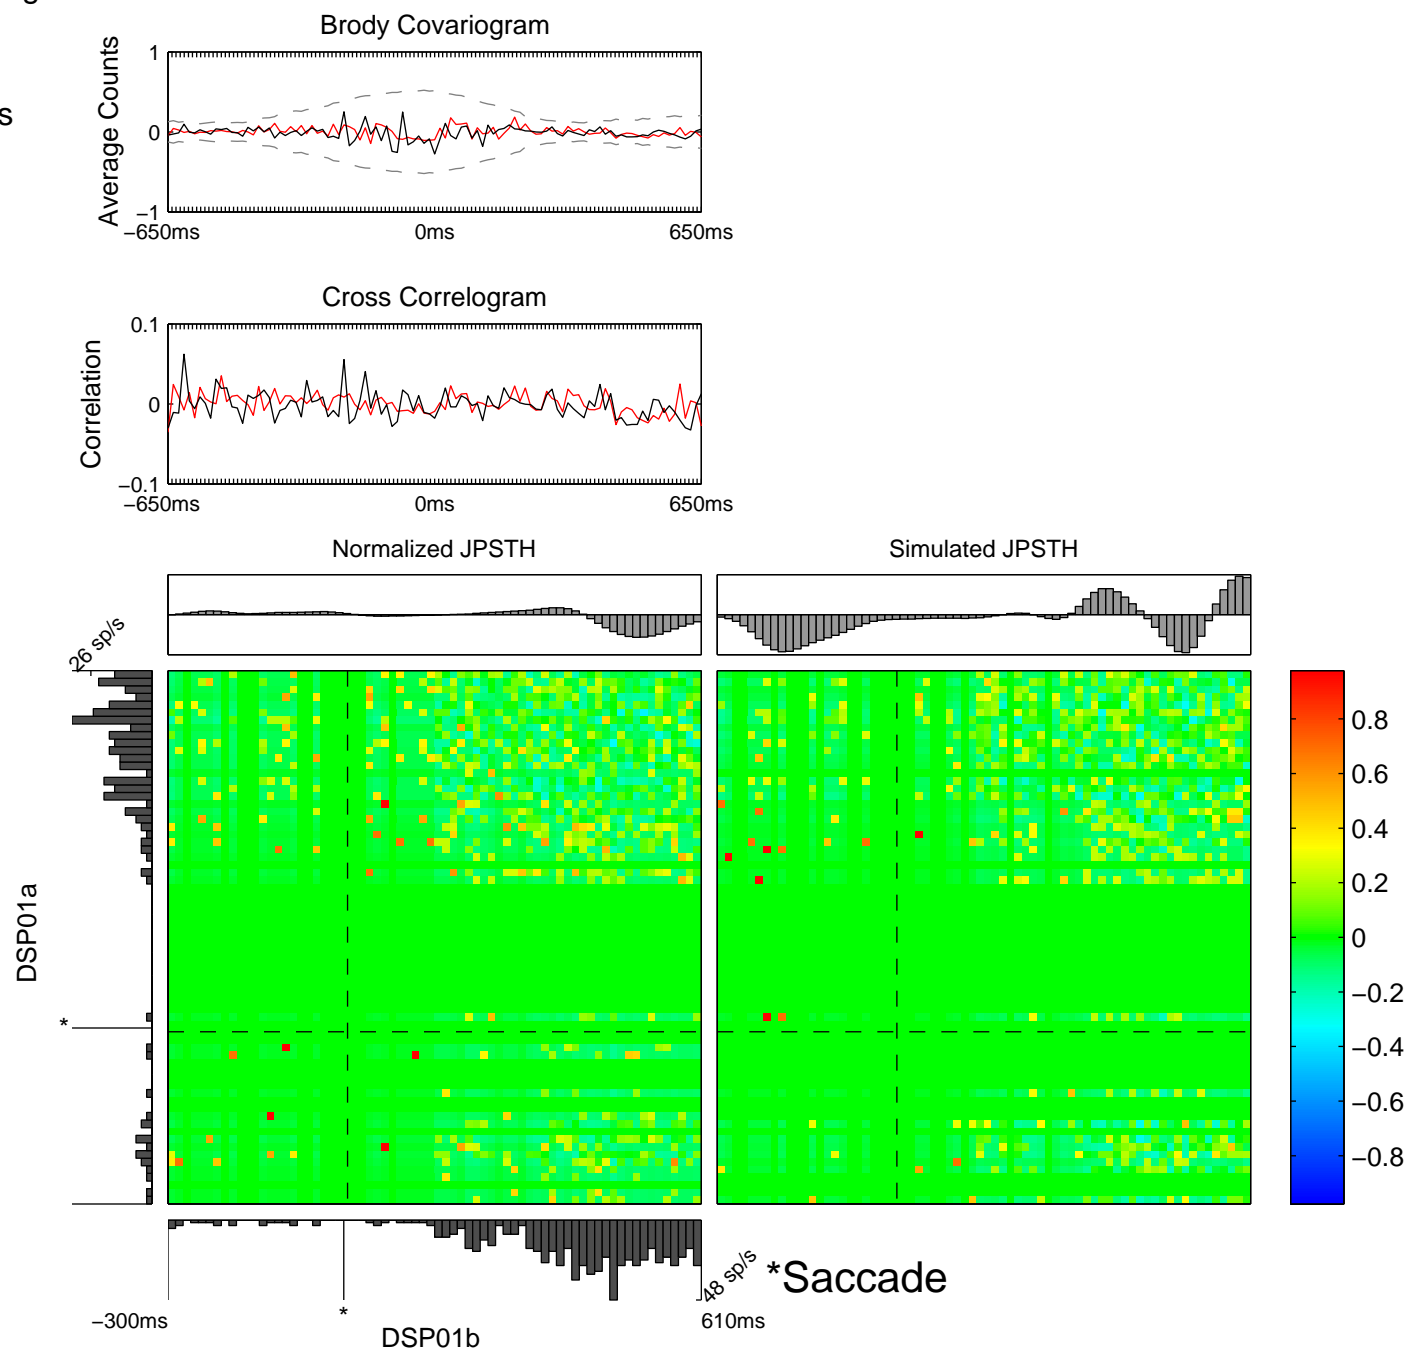 g
Brody Covariogram
s
Average Counts
1
0
−1
−650ms
0ms
650ms
Cross Correlogram
Correlation
0.1
0
−0.1
−650ms
0ms
650ms
Normalized JPSTH
Simulated JPSTH
26 sp/s
DSP01a
*
0.8
0.6
0.4
0.2
0
−0.2
−0.4
−0.6
−0.8
48 sp/s
*Saccade
*
−300ms
610ms
DSP01b